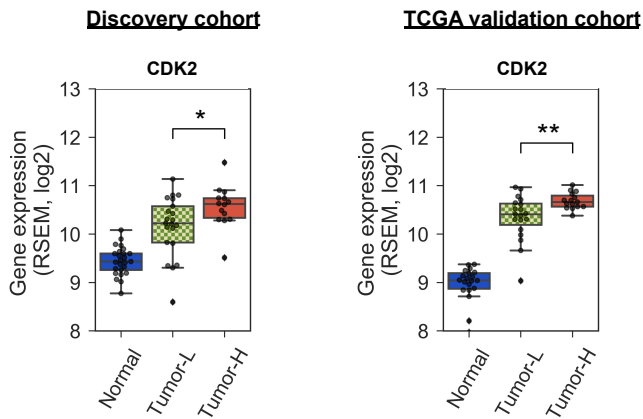 Discovery cohort
CDK2
Gene expression
(RSEM, log2)
13
12
11
10
9
8
*
Normal
Tumor-L
Tumor-H
TCGA validation cohort
CDK2
Gene expression
(RSEM, log2)
13
12
11
10
9
8
**
Normal
Tumor-L
Tumor-H